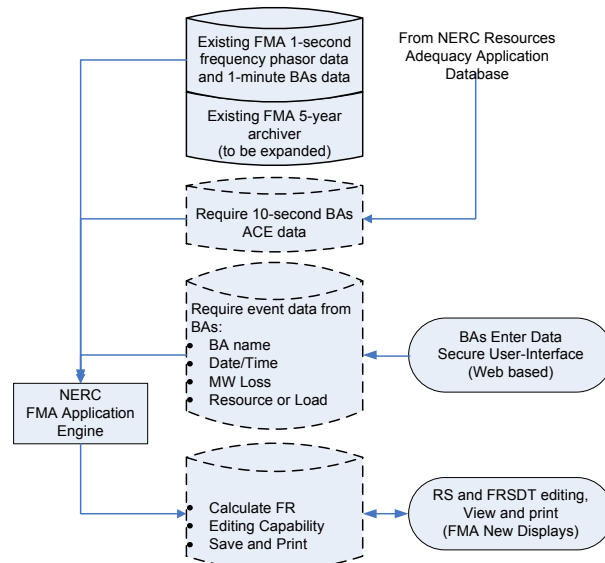 Existing FMA 1-second
frequency phasor data
and 1-minute BAs data
From NERC Resources
Adequacy Application
Database
Existing FMA 5-year
archiver
(to be expanded)
Require 10-second BAs
ACE data
Require event data from
BAs:
• BA name
• Date/Time
• MW Loss
• Resource or Load
BAs Enter Data
Secure User-Interface
(Web based)
NERC
FMA Application
Engine
• Calculate FR
• Editing Capability
• Save and Print
RS and FRSDT editing,
View and print
(FMA New Displays)